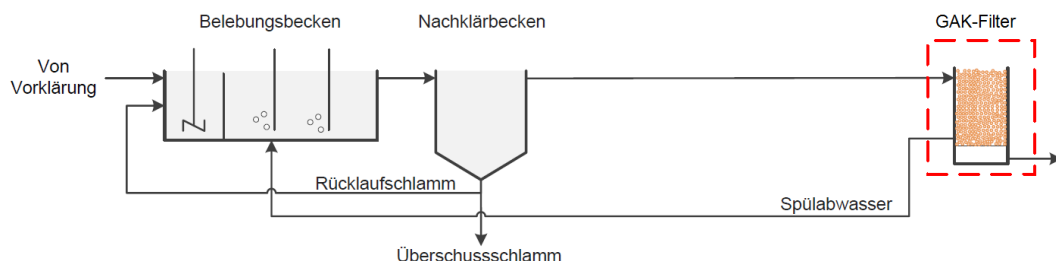 Belebungsbecken
Nachklärbecken
GAK-Filter
Von
Vorklärung
Rücklaufschlamm
Spülabwasser
Überschussschlamm